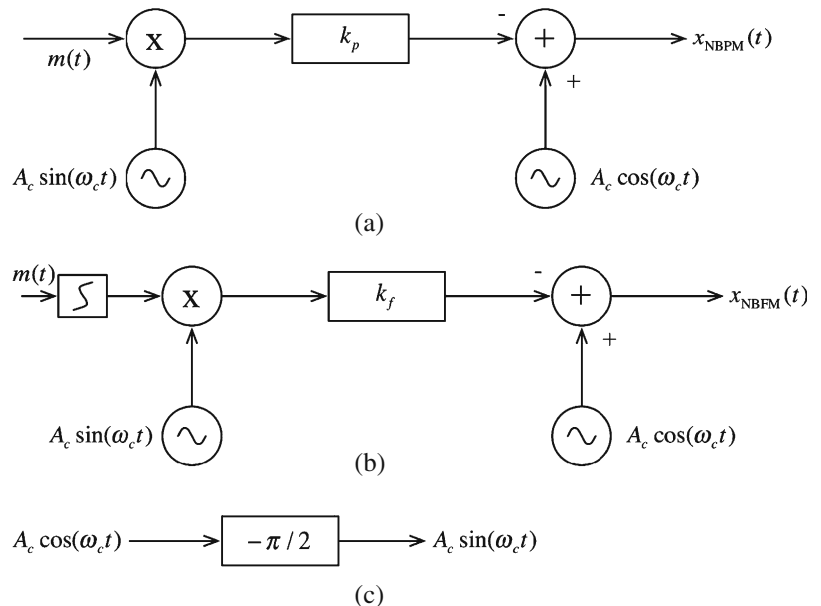 m(t) X k_p - + x_NBPM(t)
+
A_c sin(ω_c t) A_c cos(ω_c t)
(a)
m(t) ∫ X k_f - + x_NBFM(t)
+
A_c sin(ω_c t) A_c cos(ω_c t)
(b)
A_c cos(ω_c t) -π / 2 A_c sin(ω_c t)
(c)